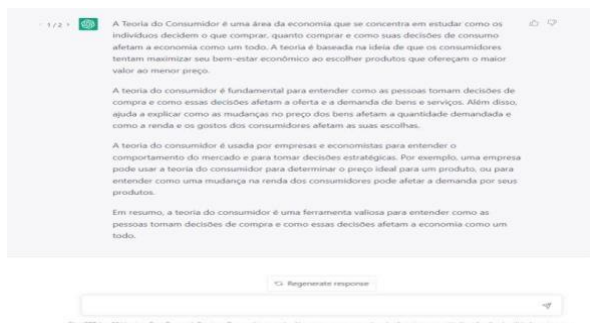 1 / 2
A Teoria do Consumidor é uma área da economia que se concentra em estudar como os
indivíduos decidem o que comprar, quanto comprar e como suas decisões de consumo
afetam a economia como um todo. A teoria é baseada na ideia de que os consumidores
tentam maximizar seu bem-estar econômico ao escolher produtos que ofereçam o maior
valor ao menor preço.
A teoria do consumidor é fundamental para entender como as pessoas tomam decisões de
compra e como essas decisões afetam a oferta e a demanda de bens e serviços. Além disso,
ajuda a explicar como as mudanças no preço dos bens afetam a quantidade demandada e
como a renda e os gostos dos consumidores afetam as suas escolhas.
A teoria do consumidor é usada por empresas e economistas para entender o
comportamento do mercado e para tomar decisões estratégicas. Por exemplo, uma empresa
pode usar a teoria do consumidor para determinar o preço ideal para um produto, ou para
entender como uma mudança na renda dos consumidores pode afetar a demanda por seus
produtos.
Em resumo, a teoria do consumidor é uma ferramenta valiosa para entender como as
pessoas tomam decisões de compra e como essas decisões afetam a economia como um
todo.
Regenerate response